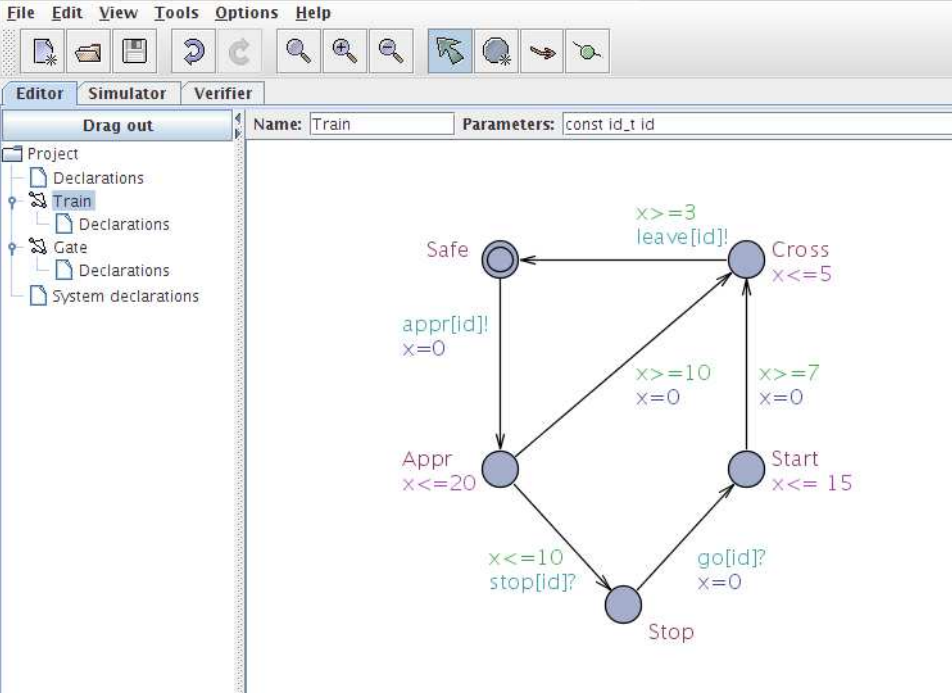 File Edit View Tools Options Help
Editor Simulator Verifier
Drag out
Name: Train Parameters: const id_t id
Project
Declarations
Train
Declarations
Gate
Declarations
System declarations
x>=3
leave[id]!
Safe
Cross
x<=5
appr[id]!
x=0
x>=10
x=0
x>=7
x=0
Appr
x<=20
Start
x<= 15
x<=10
stop[id]?
go[id]?
x=0
Stop